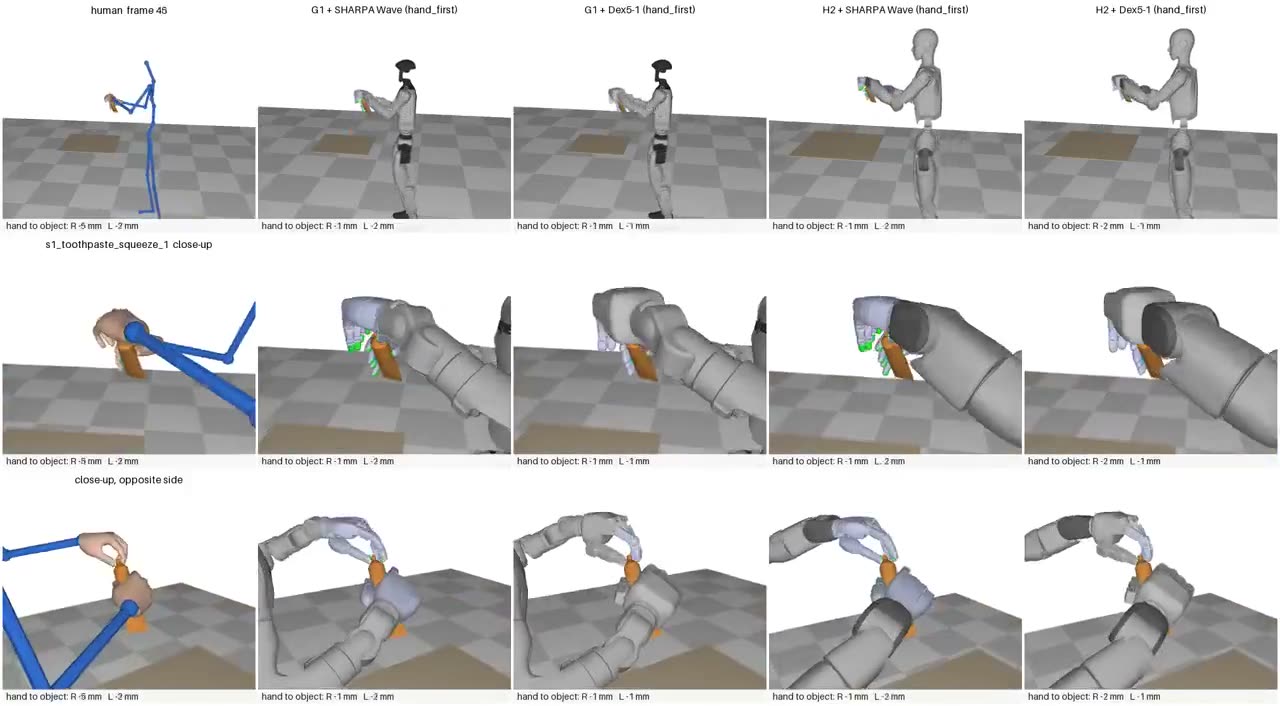 human frame 46
G1 + SHARPA Wave (hand_first)
G1 + Dex5-1 (hand_first)
H2 + SHARPA Wave (hand_first)
H2 + Dex5-1 (hand_first)
hand to object: R -5 mm L -2 mm
hand to object: R -1 mm L -2 mm
hand to object: R -1 mm L -1 mm
hand to object: R -1 mm L -2 mm
hand to object: R -2 mm L -1 mm
s1_toothpaste_squeeze_1 close-up
hand to object: R -5 mm L -2 mm
hand to object: R -1 mm L -2 mm
hand to object: R -1 mm L -1 mm
hand to object: R -1 mm L -2 mm
hand to object: R -2 mm L -1 mm
close-up, opposite side
hand to object: R -5 mm L -2 mm
hand to object: R -1 mm L -2 mm
hand to object: R -1 mm L -1 mm
hand to object: R -1 mm L -2 mm
hand to object: R -2 mm L -1 mm